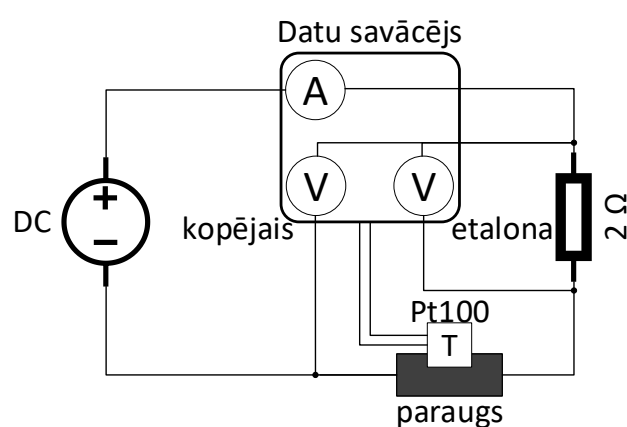 Datu savācējs
A
V
V
DC
+
−
kopējais
etalona
2 Ω
Pt100
T
paraugs